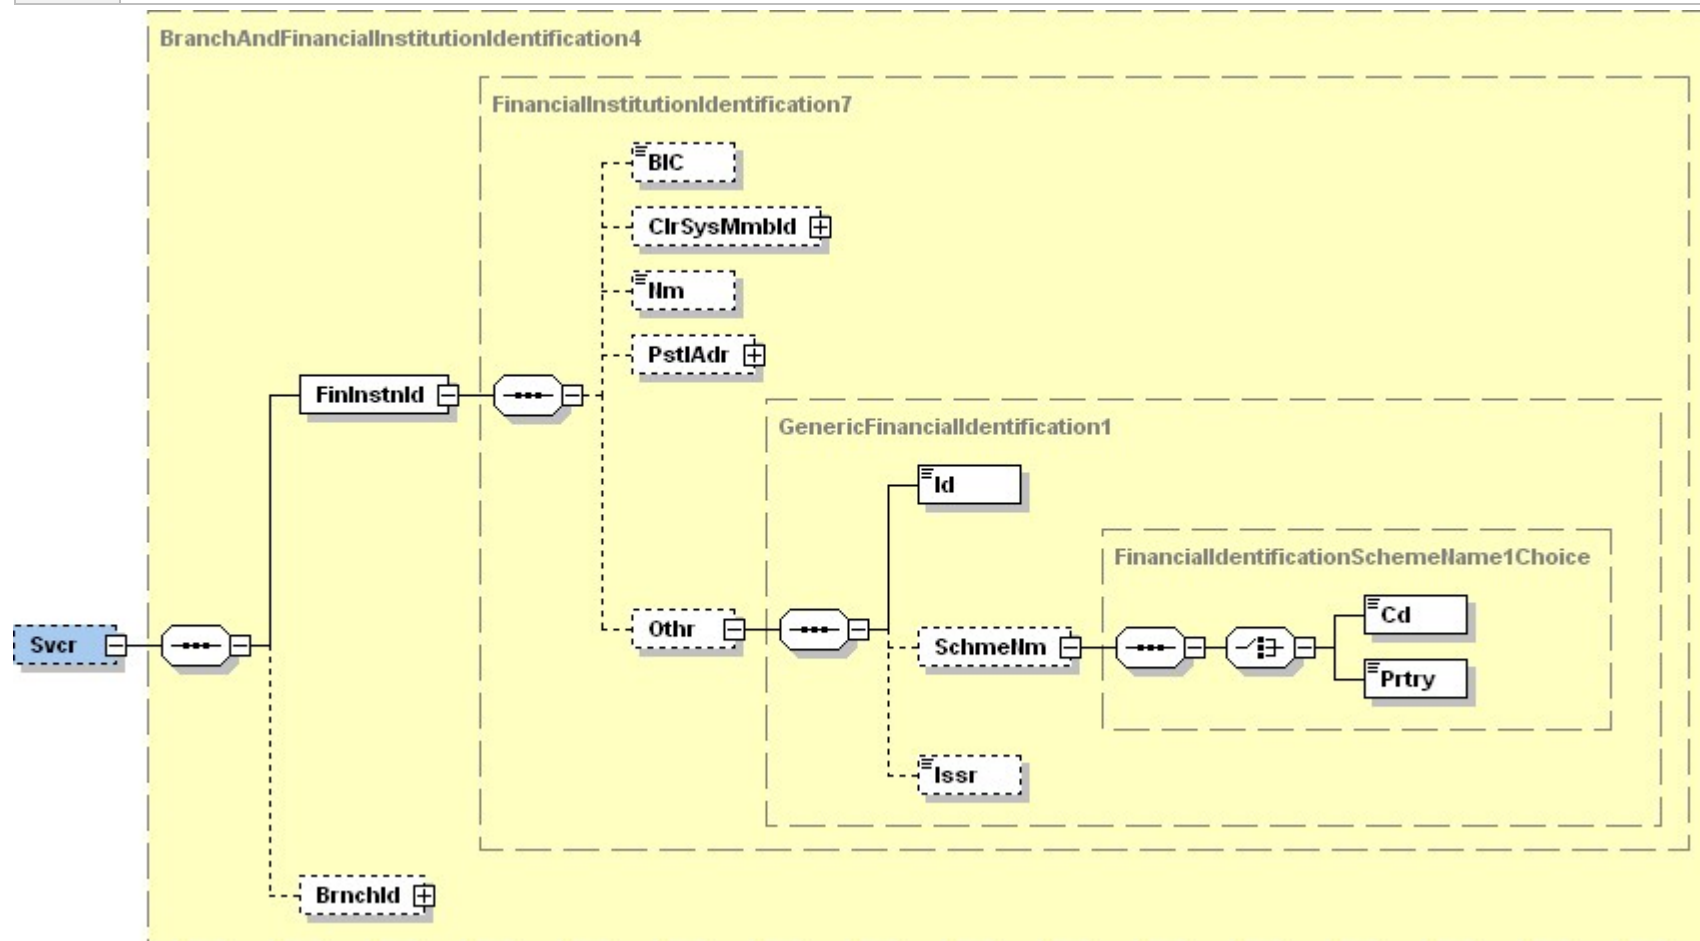 BranchAndFinancialInstitutionIdentification4
FinancialInstitutionIdentification7
BIC
ClrSysMmbId
Nm
PstlAdr
FinInstnId
GenericFinancialIdentification1
Id
FinancialIdentificationSchemeName1Choice
Cd
Othr
Svcr
SchmeNm
Prtry
Issr
BrnchId